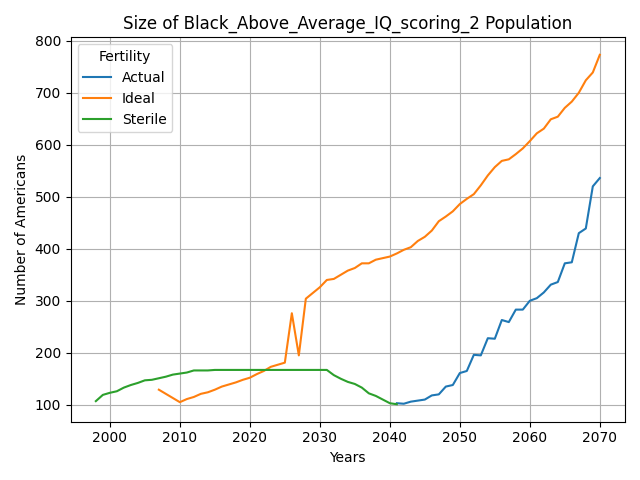 Size of Black_Above_Average_IQ_scoring_2 Population
Fertility
Actual
Ideal
Sterile
Number of Americans
800
700
600
500
400
300
200
100
2000 2010 2020 2030 2040 2050 2060 2070
Years